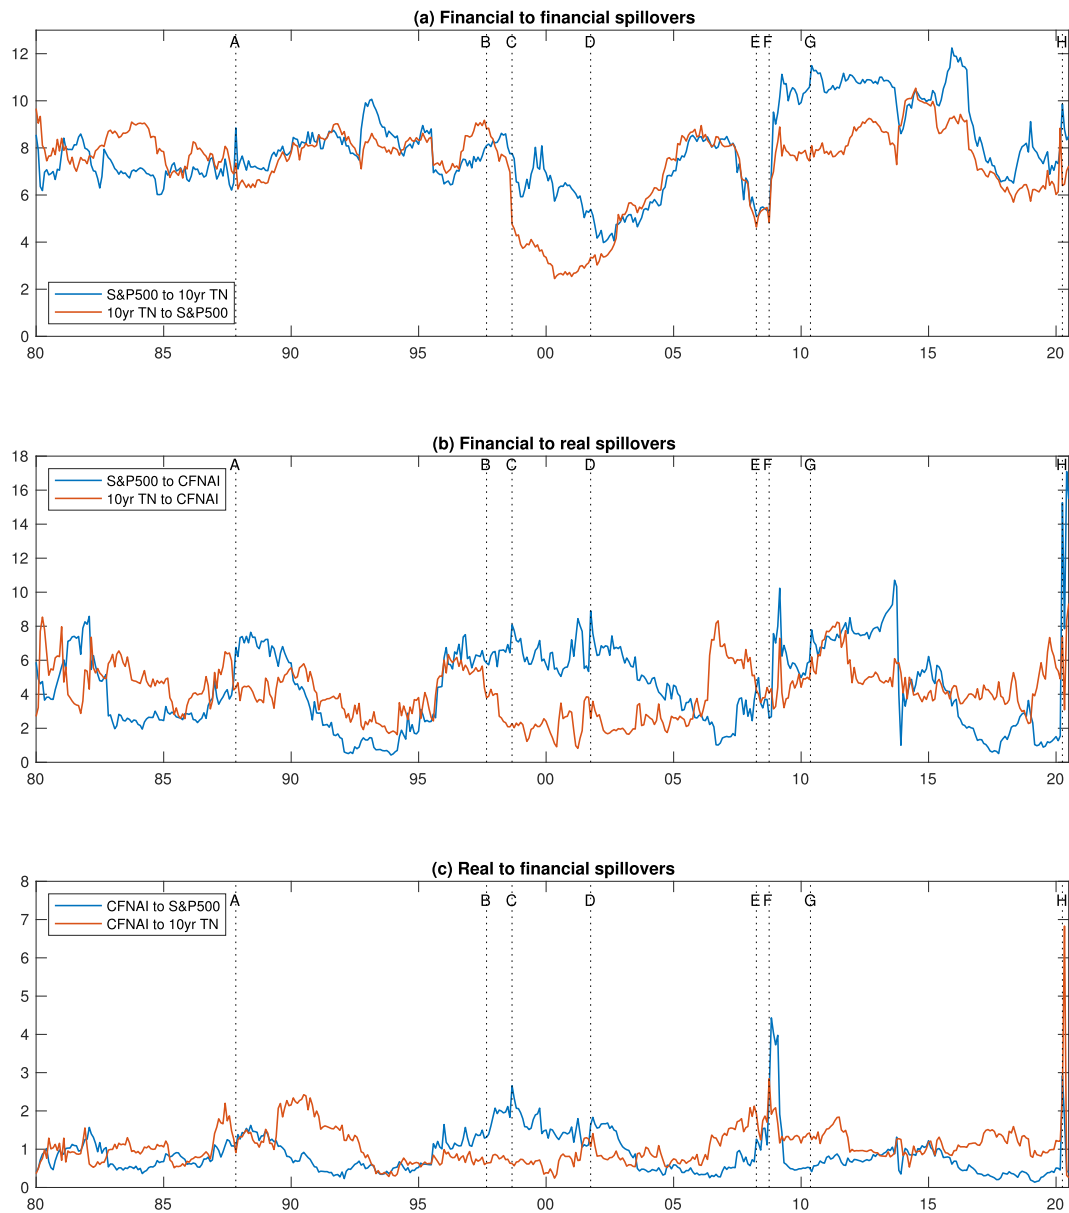 (a) Financial to financial spillovers
A B C D E F G H
12
10
8
6
4
2
0
S&P500 to 10yr TN
10yr TN to S&P500
80 85 90 95 00 05 10 15 20
(b) Financial to real spillovers
A B C D E F G H
18
16
14
12
10
8
6
4
2
0
S&P500 to CFNAI
10yr TN to CFNAI
80 85 90 95 00 05 10 15 20
(c) Real to financial spillovers
A B C D E F G H
8
7
6
5
4
3
2
1
0
CFNAI to S&P500
CFNAI to 10yr TN
80 85 90 95 00 05 10 15 20